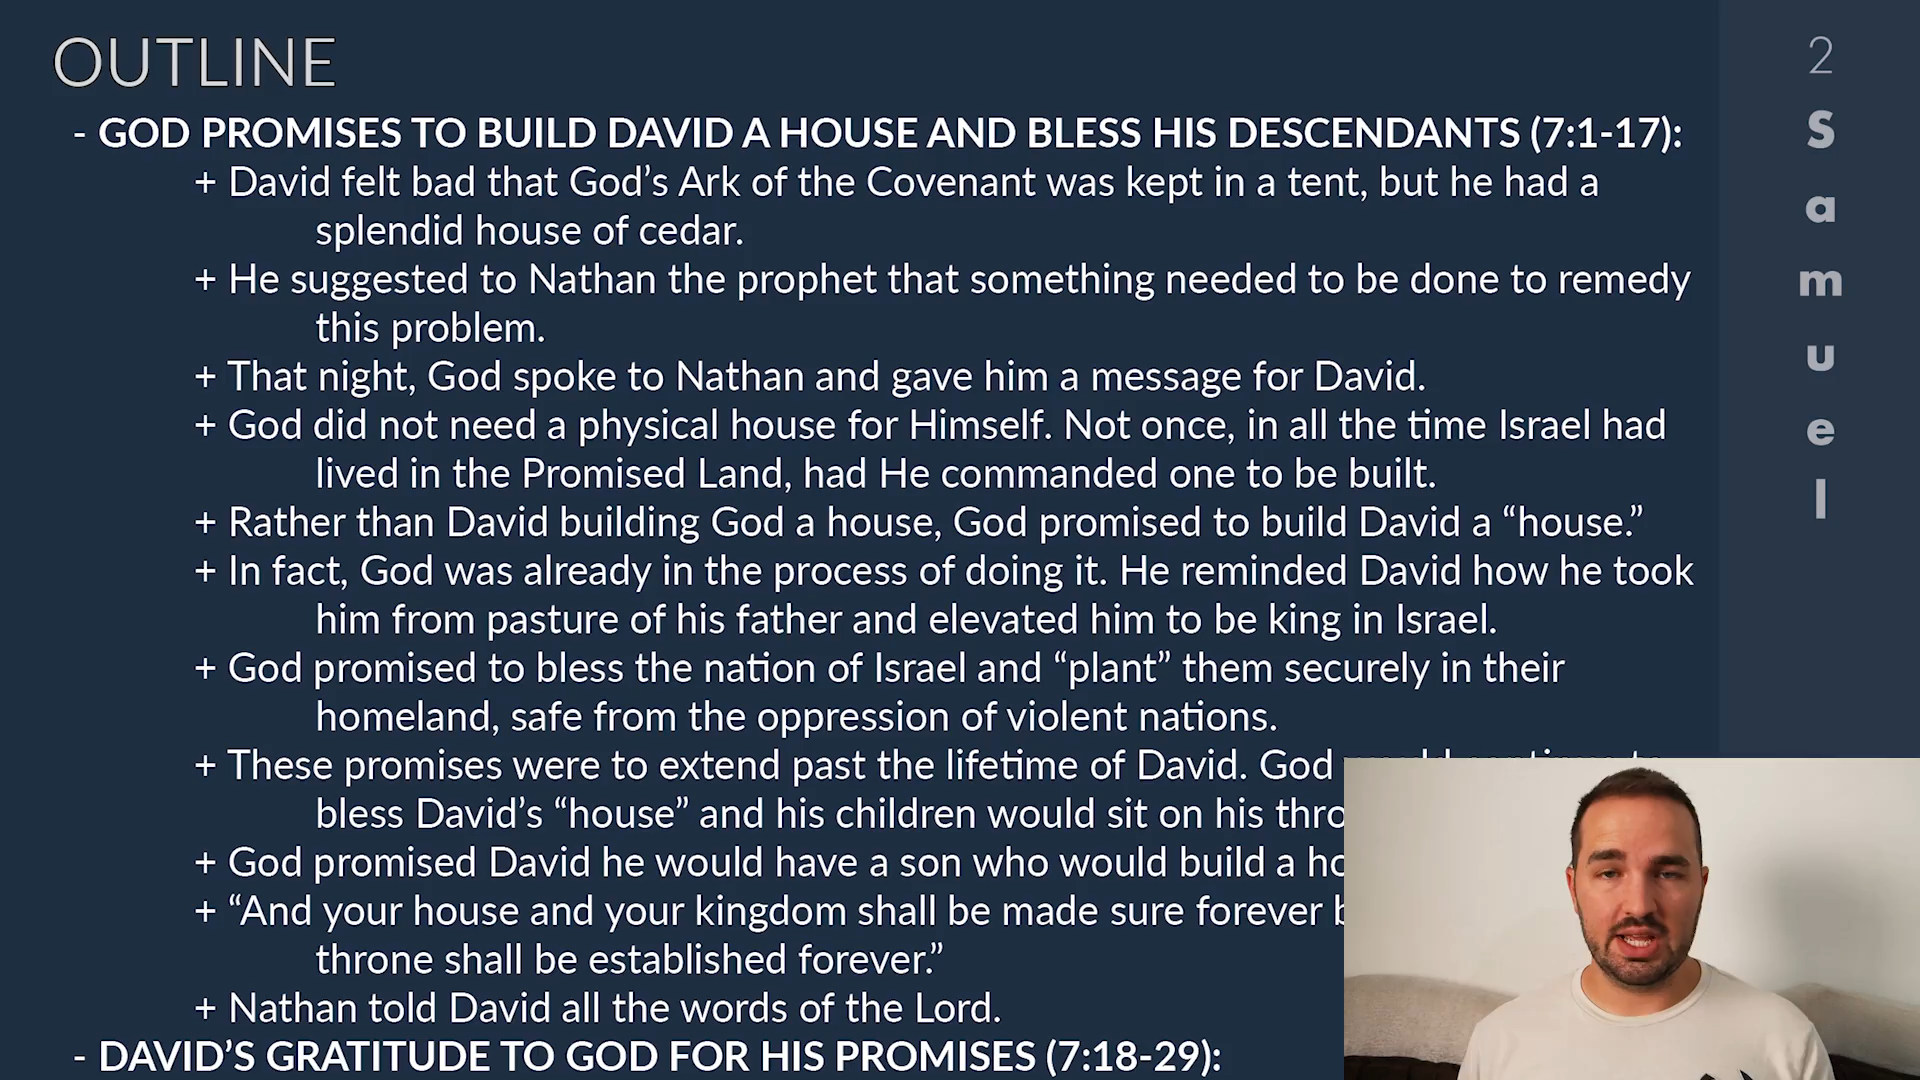 OUTLINE
- GOD PROMISES TO BUILD DAVID A HOUSE AND BLESS HIS DESCENDANTS (7:1-17):
+ David felt bad that God’s Ark of the Covenant was kept in a tent, but he had a
splendid house of cedar.
+ He suggested to Nathan the prophet that something needed to be done to remedy
this problem.
+ That night, God spoke to Nathan and gave him a message for David.
+ God did not need a physical house for Himself. Not once, in all the time Israel had
lived in the Promised Land, had He commanded one to be built.
+ Rather than David building God a house, God promised to build David a “house.”
+ In fact, God was already in the process of doing it. He reminded David how he took
him from pasture of his father and elevated him to be king in Israel.
+ God promised to bless the nation of Israel and “plant” them securely in their
homeland, safe from the oppression of violent nations.
+ These promises were to extend past the lifetime of David. God
bless David’s “house” and his children would sit on his
+ God promised David he would have a son who would build a
+ “And your house and your kingdom shall be made sure forever
throne shall be established forever.”
+ Nathan told David all the words of the Lord.
- DAVID’S GRATITUDE TO GOD FOR HIS PROMISES (7:18-29):
2
S
a
m
u
e
l